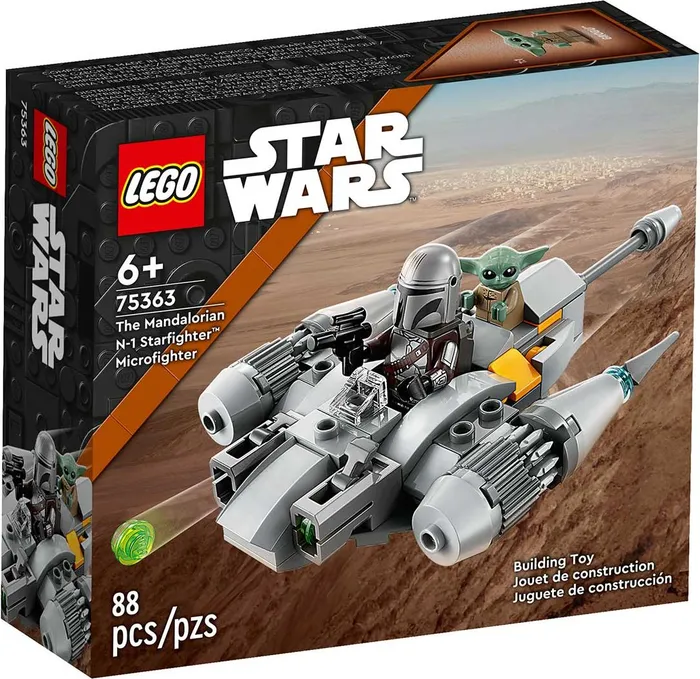 LEGO
STAR
WARS
TM
6+
75363
The Mandalorian
N-1 Starfighter™
Microfighter
88
pcs/pzs
Building Toy
Jouet de construction
Juguete de construcción
75363
LEGO
STAR
WARS